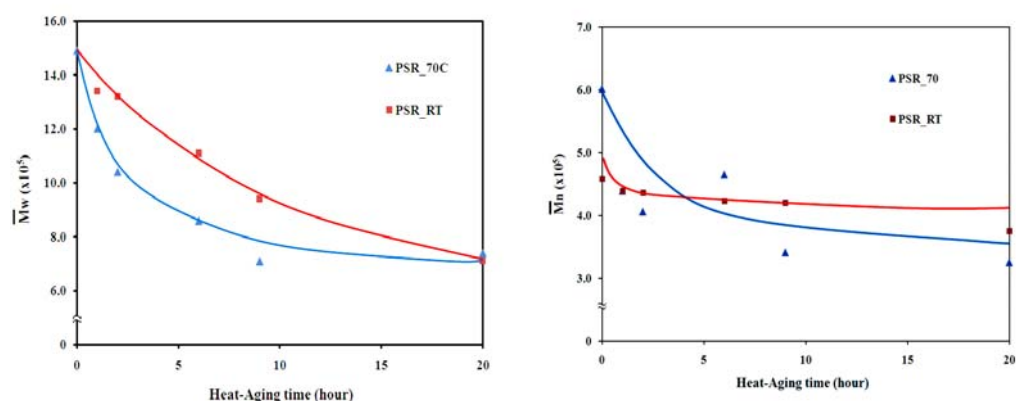 16.0
14.0
12.0
10.0
8.0
6.0
0
Mw (x10⁵)
PSR_70C
PSR_RT
0 5 10 15 20
Heat-Aging time (hour)
7.0
6.0
5.0
4.0
3.0
0
Mn (x10⁵)
PSR_70
PSR_RT
0 5 10 15 20
Heat-Aging time (hour)